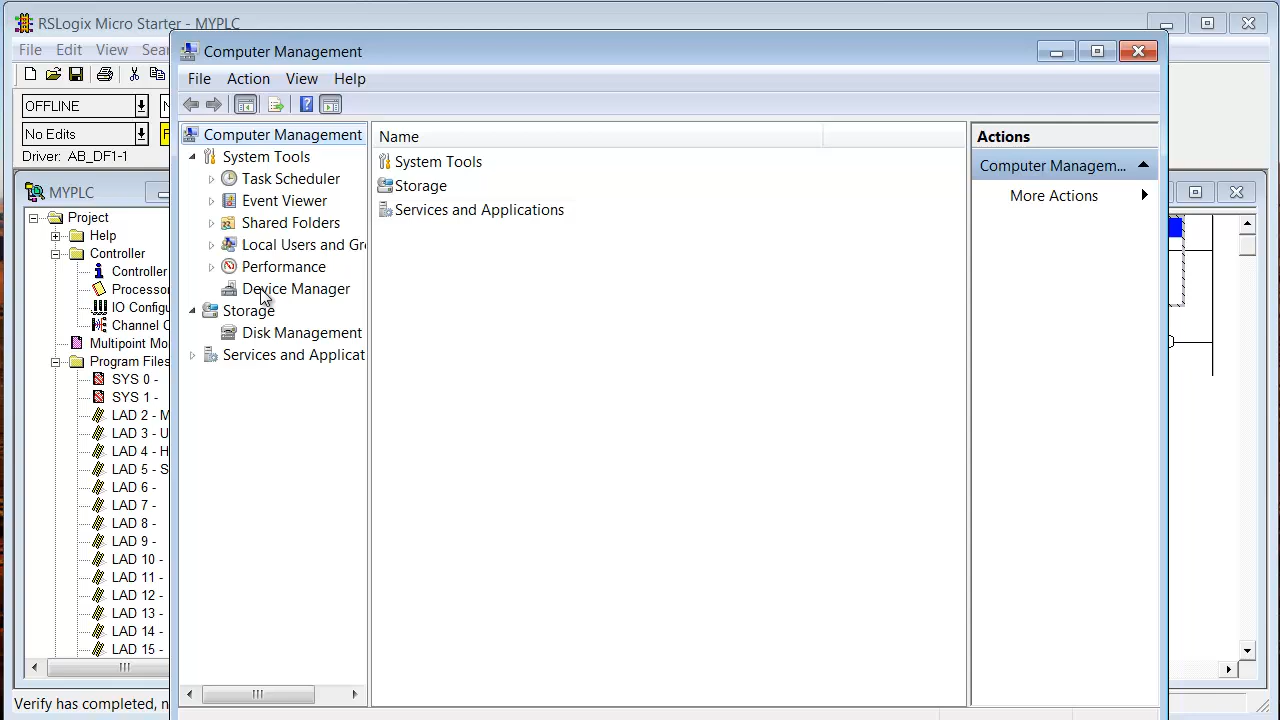 RSLogix Micro Starter - MYPLC
File Edit View
Computer Management
File Action View Help
OFFLINE
No Edits
Driver: AB_DF1-1
MYPLC
Project
Help
Controller
Controller
IO
Channel
Multipoint
Program Files
SYS 0 -
SYS 1 -
LAD 2 -
LAD 3 -
LAD 4 -
LAD 5 -
LAD 6 -
LAD 7 -
LAD 8 -
LAD 9 -
LAD 10 -
LAD 11 -
LAD 12 -
LAD 13 -
LAD 14 -
LAD 15 -
Verify has completed,
Computer Management
System Tools
Task Scheduler
Event Viewer
Shared Folders
Local Users and
Performance
Device Manager
Storage
Disk Management
Services and
Name
System Tools
Storage
Services and Applications
Actions
Computer Managem...
More Actions